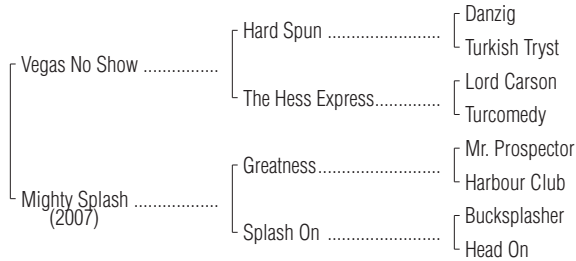 Danzig
Hard Spun ......................
Turkish Tryst
Vegas No Show ...............
Lord Carson
The Hess Express.............
Turcomedy
Mr. Prospector
Greatness........................
Harbour Club
Mighty Splash .................
(2007)
Bucksplasher
Splash On ......................
Head On